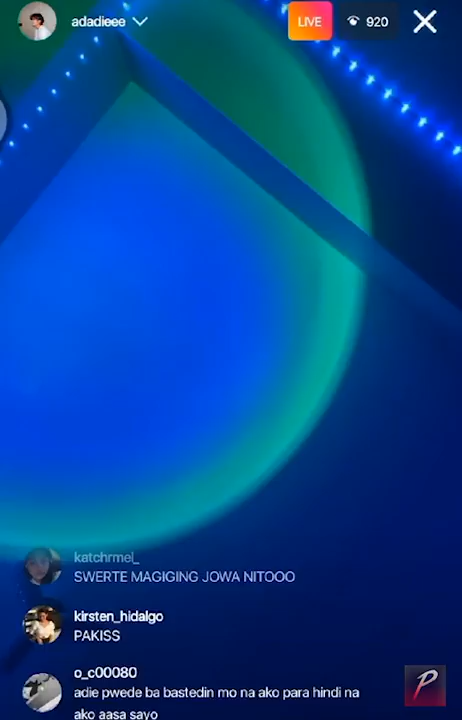 adadieee
LIVE
920
katchrmel_
SWERTE MAGIGING JOWA NITOOO
kirsten_hidalgo
PAKISS
o_c00080
adie pwede ba bastedin mo na ako para hindi na
ako aasa sayo
P